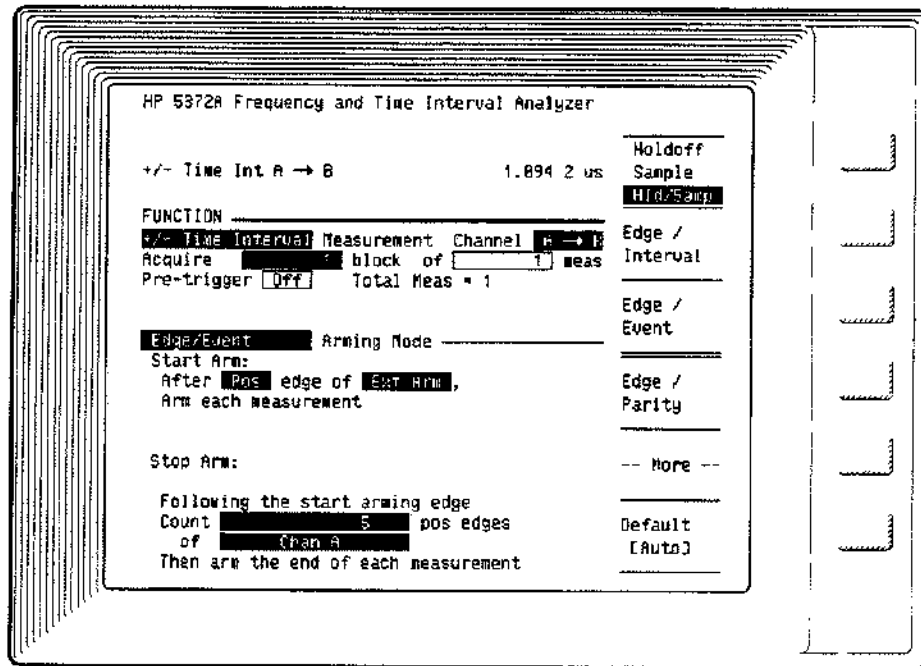 HP 5372A Frequency and Time Interval Analyzer
+/- Time Int A → B 1.894 2 us
FUNCTION
+/- Time Interval Measurement Channel A → B
Acquire 1 block of 1 meas
Pre-trigger Off Total Meas = 1
Edge/Event Arming Mode
Start Arm:
After Pos edge of Ext Arm,
Arm each measurement
Stop Arm:
Following the start arming edge
Count 5 pos edges
of Chan A
Then arm the end of each measurement
Holdoff
Sample
Hld/Samp
Edge /
Interval
Edge /
Event
Edge /
Parity
-- More --
Default
[Auto]